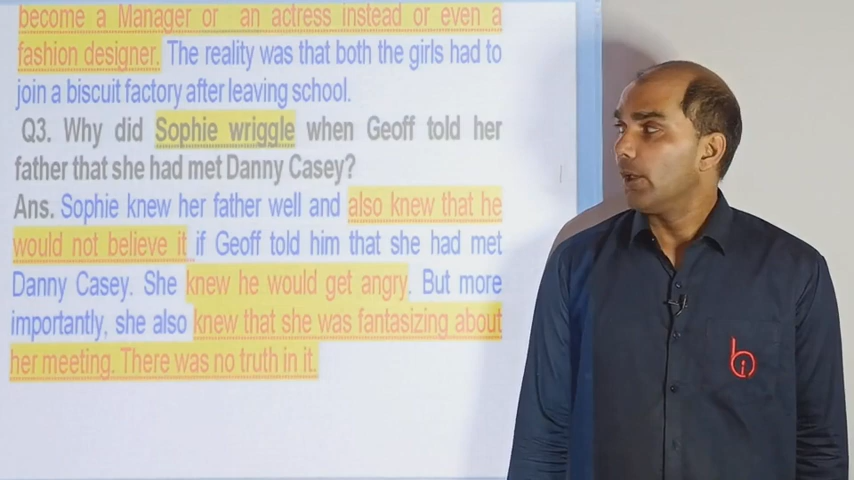 become a Manager or an actress instead or even a
fashion designer. The reality was that both the girls had to
join a biscuit factory after leaving school.
Q3. Why did Sophie wriggle when Geoff told her
father that she had met Danny Casey?
Ans. Sophie knew her father well and also knew that he
would not believe it if Geoff told him that she had met
Danny Casey. She knew he would get angry. But more
importantly, she also knew that she was fantasizing about
her meeting. There was no truth in it.